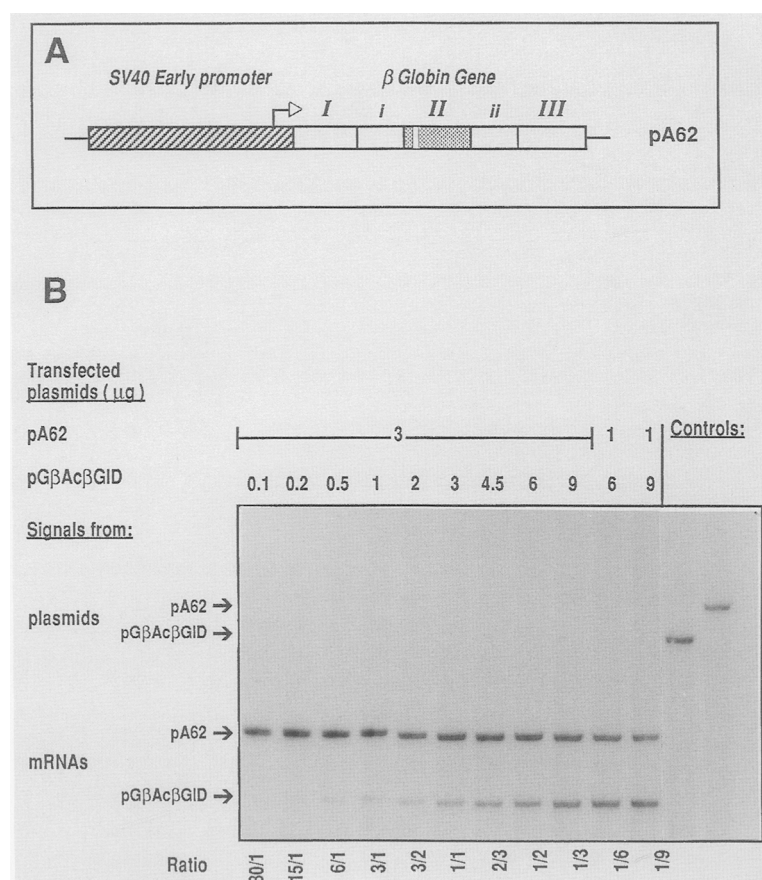 A
SV40 Early promoter
β Globin Gene
I i II ii III
pA62
B
Transfected
plasmids ( μg )
pA62 3 1 1 Controls:
pGβAcβGID 0.1 0.2 0.5 1 2 3 4.5 6 9 6 9
Signals from:
plasmids
pA62
pGβAcβGID
mRNAs
pA62
pGβAcβGID
Ratio 15/1 6/1 3/1 3/2 1/1 2/3 1/2 1/3 1/6 1/9